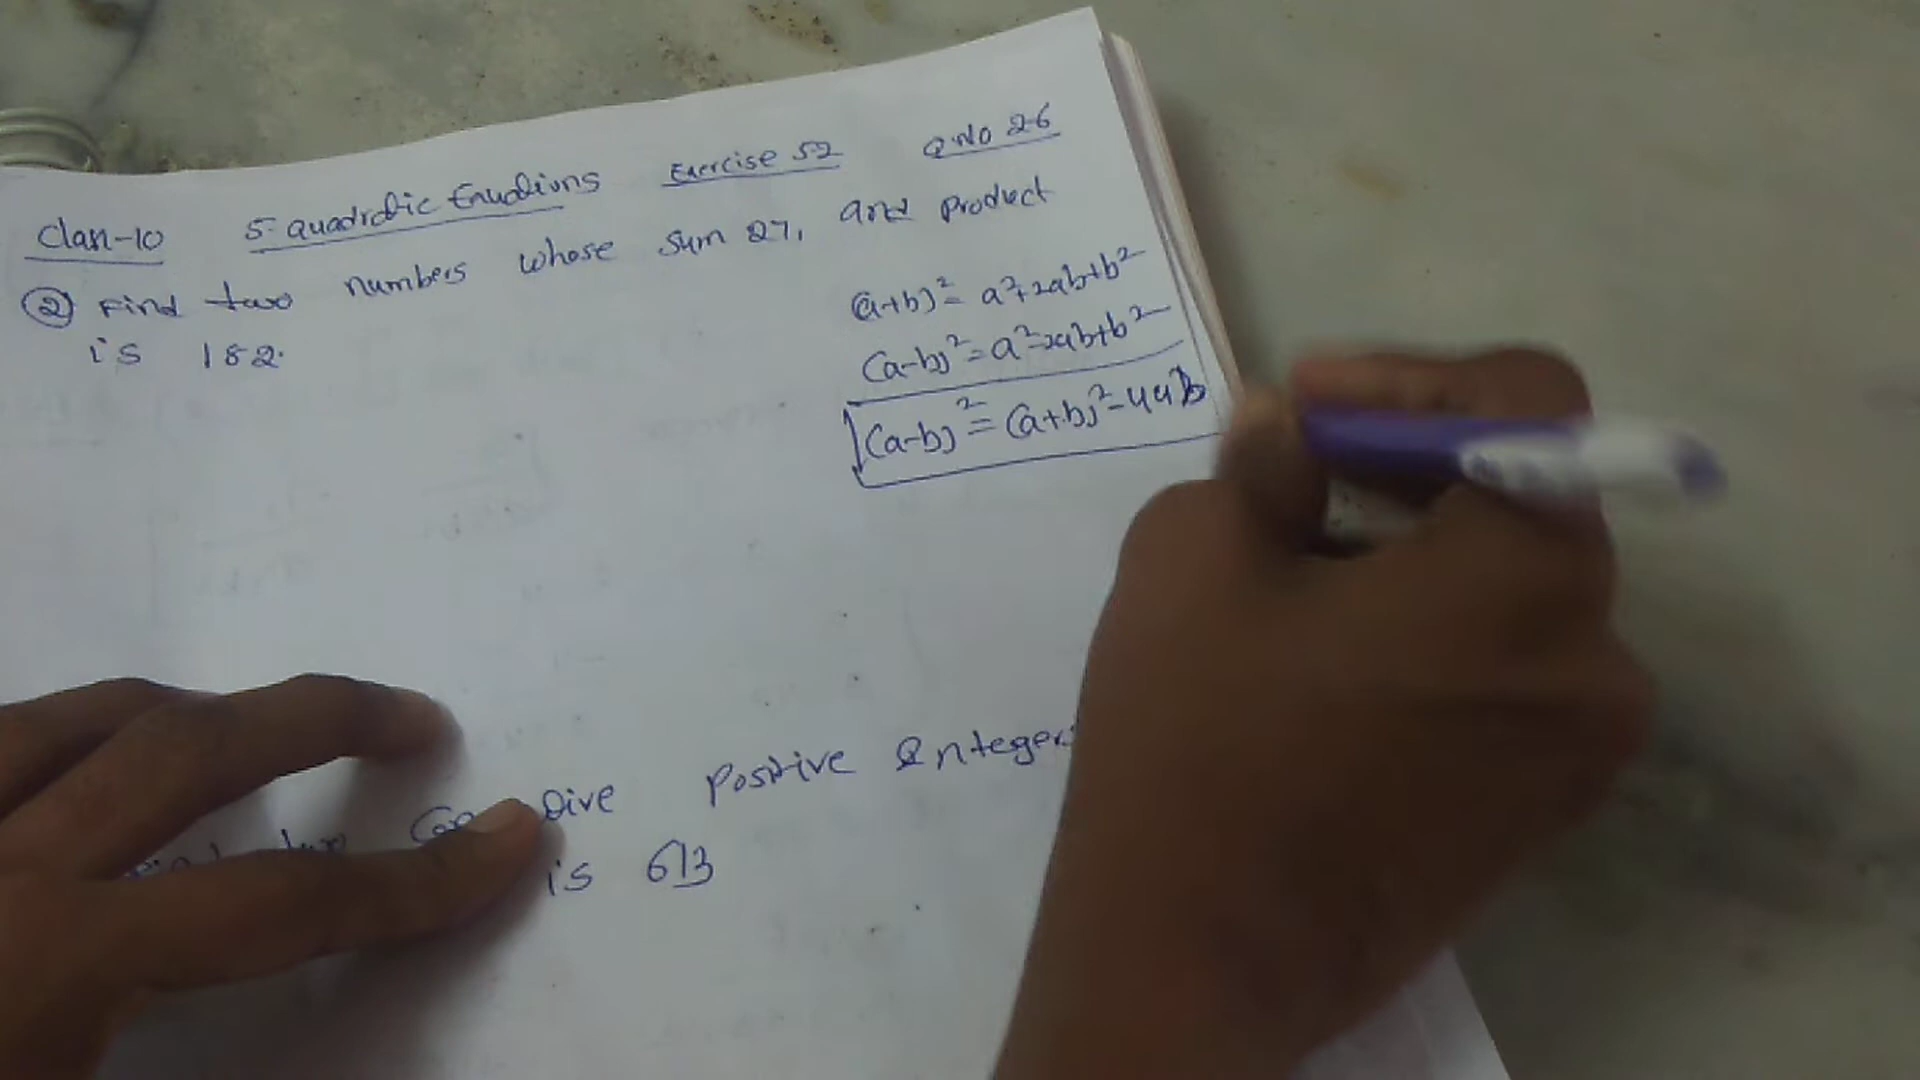 Class-10 5. Quadratic Equations Exercise 5.2 Q NO 2-6
② Find two numbers whose sum 27, and product
is 182.
(a+b)² = a²+2ab+b²
(a-b)² = a²-2ab+b²
(a-b)² = (a+b)² - 4ab
two positive Integers
is 613